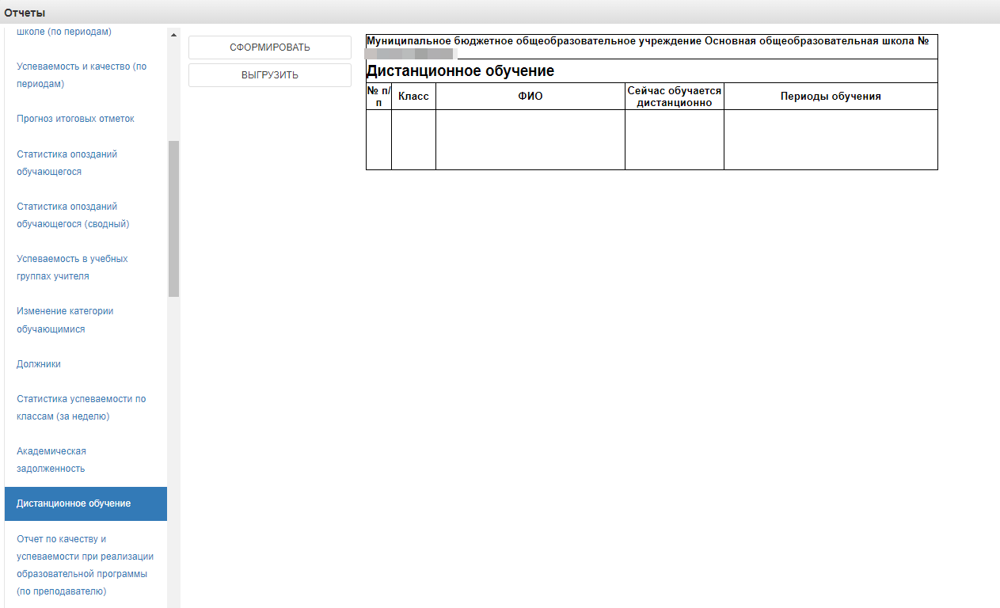 Отчеты
школе (по периодам)
Успеваемость и качество (по
периодам)
Прогноз итоговых отметок
Статистика опозданий
обучающегося
Статистика опозданий
обучающегося (сводный)
Успеваемость в учебных
группах учителя
Изменение категории
обучающимися
Должники
Статистика успеваемости по
классам (за неделю)
Академическая
задолженность
Дистанционное обучение
Отчет по качеству и
успеваемости при реализации
образовательной программы
(по преподавателю)
СФОРМИРОВАТЬ
ВЫГРУЗИТЬ
Муниципальное бюджетное общеобразовательное учреждение Основная общеобразовательная школа №
Дистанционное обучение
№ п/
п
Класс
ФИО
Сейчас обучается
дистанционно
Периоды обучения